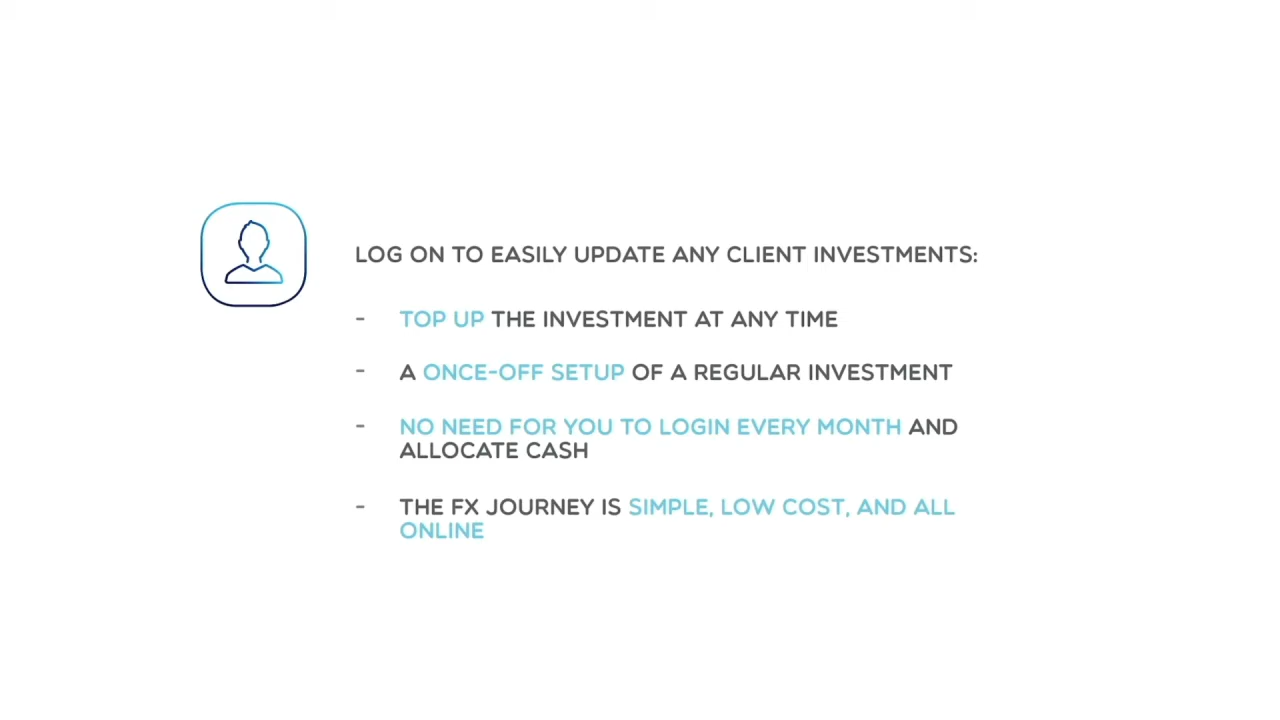 LOG ON TO EASILY UPDATE ANY CLIENT INVESTMENTS:
- TOP UP THE INVESTMENT AT ANY TIME
- A ONCE-OFF SETUP OF A REGULAR INVESTMENT
- NO NEED FOR YOU TO LOGIN EVERY MONTH AND
ALLOCATE CASH
- THE FX JOURNEY IS SIMPLE, LOW COST, AND ALL
ONLINE